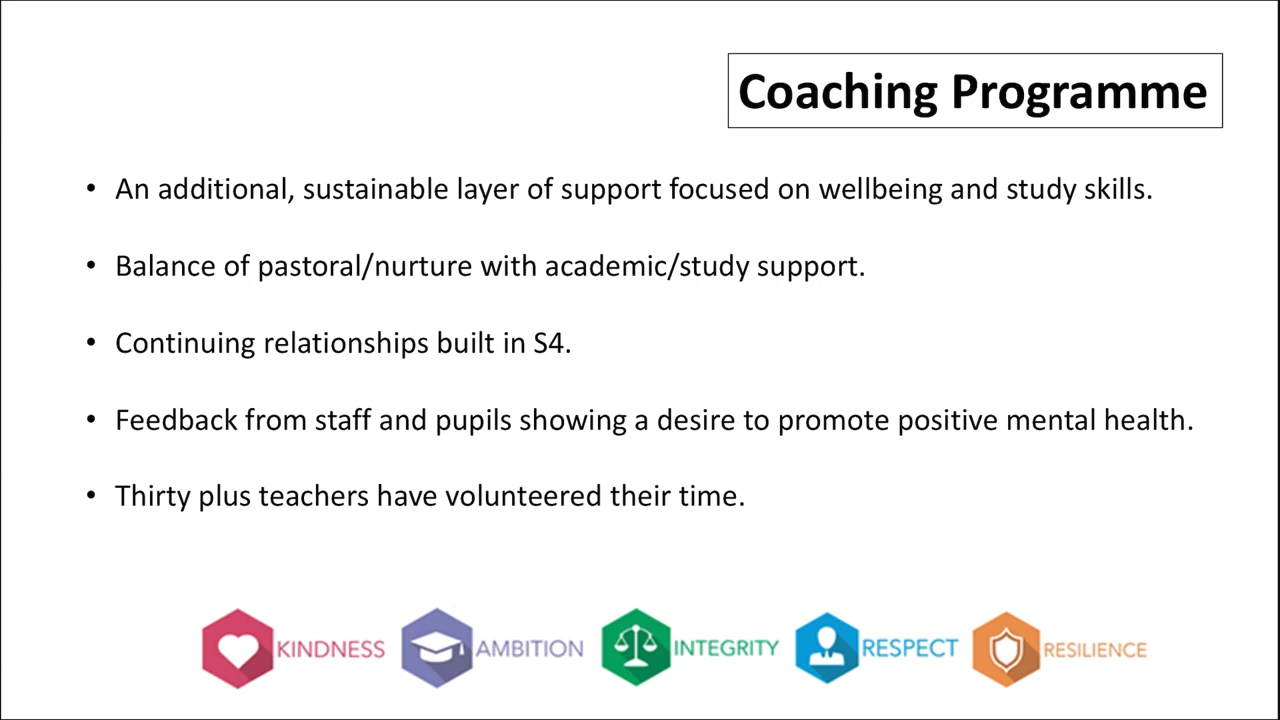 Coaching Programme
• An additional, sustainable layer of support focused on wellbeing and study skills.
• Balance of pastoral/nurture with academic/study support.
• Continuing relationships built in S4.
• Feedback from staff and pupils showing a desire to promote positive mental health.
• Thirty plus teachers have volunteered their time.
KINDNESS AMBITION INTEGRITY RESPECT RESILIENCE